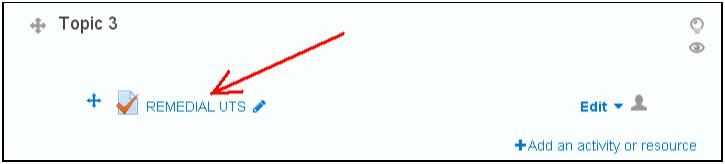 Topic 3
REMEDIAL UTS
Edit
Add an activity or resource